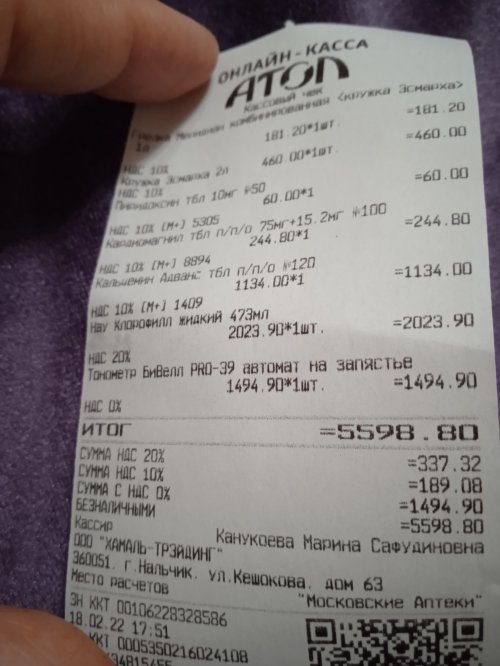 ОНЛАЙН-КАССА
АТОЛ
Кассовый чек
Грелка Меридиан комбинированная <кружка Эсмарха>
1л
181.20*1шт. =181.20
НДС 10%
Кружка Эсмарха 2л
460.00*1шт. =460.00
НДС 10%
Пиридоксин тбл 10мг №50
60.00*1 =60.00
НДС 10% [М+] 5305
Кардиомагнил тбл п/п/о 75мг+15.2мг №100
244.80*1 =244.80
НДС 10% [М+] 8894
Кальцемин Адванс тбл п/п/о №120
1134.00*1 =1134.00
НДС 10% [М+] 1409
Нау Хлорофилл жидкий 473мл
2023.90*1шт. =2023.90
НДС 20%
Тонометр БиВелл PRO-39 автомат на запястье
1494.90*1шт. =1494.90
НДС 0%
ИТОГ =5598.80
СУММА НДС 20% =337.32
СУММА НДС 10% =189.08
СУММА С НДС 0% =1494.90
БЕЗНАЛИЧНЫМИ =5598.80
Кассир Канукоева Марина Сафудиновна
ООО "ХАМАЛЬ-ТРЭЙДИНГ"
360051, г.Нальчик, ул.Кешокова, дом 63
Место расчетов "Московские Аптеки"
ЗН ККТ 00106228328586
18.02.22 17:51
ККТ 0005350216024108